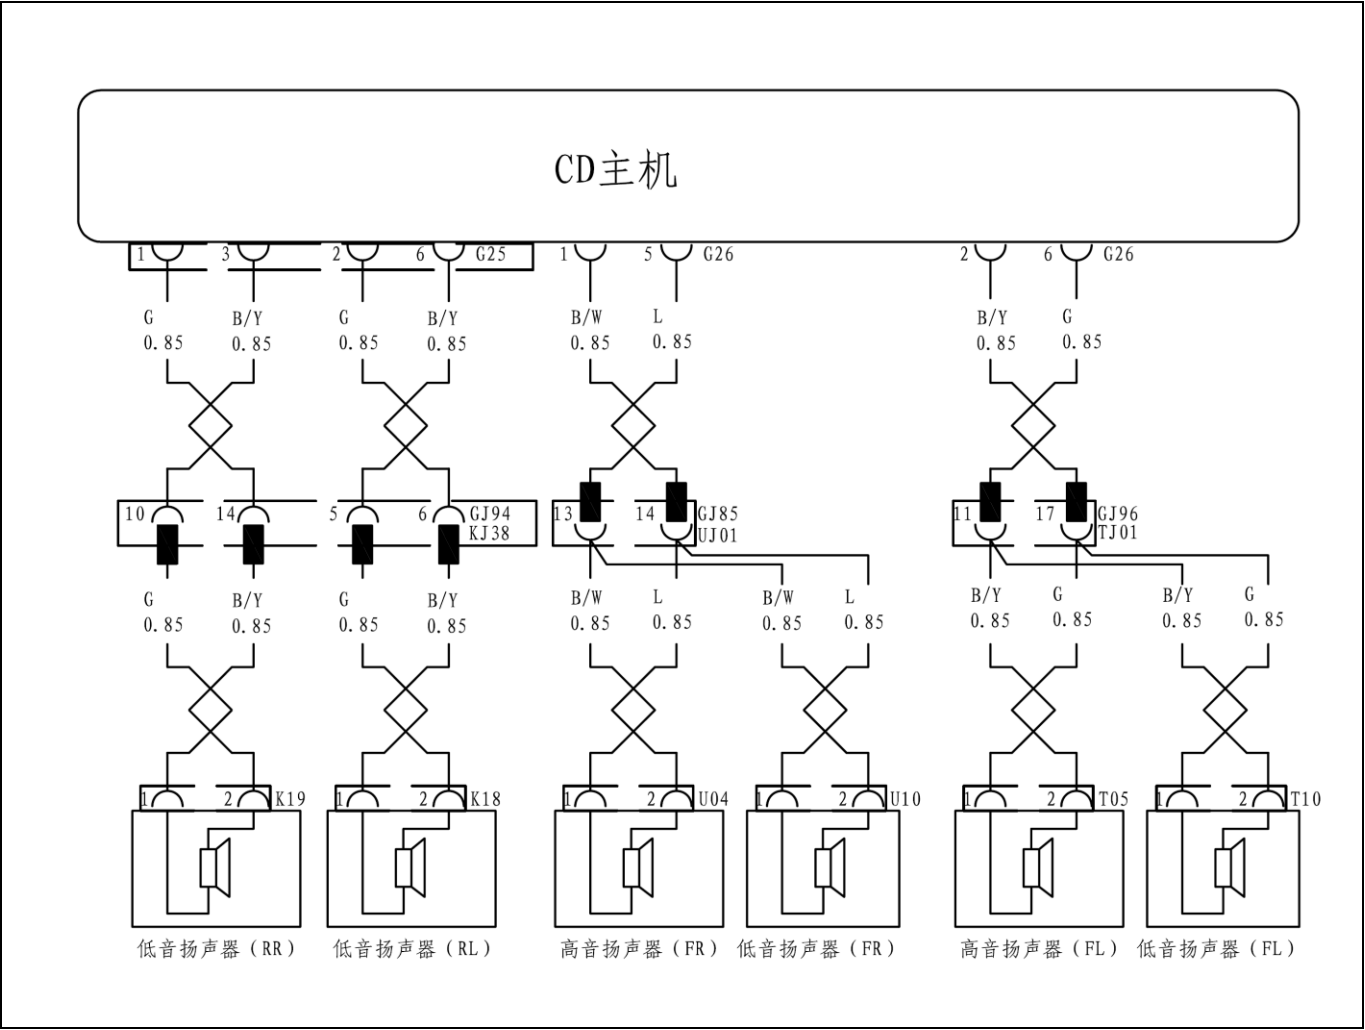 CD主机
1 3 2 6 G25 1 5 G26 2 6 G26
G B/Y G B/Y B/W L B/Y G
0.85 0.85 0.85 0.85 0.85 0.85 0.85 0.85
10 14 5 6 GJ94 13 14 GJ85 11 17 GJ96
KJ38 UJ01 TJ01
G B/Y G B/Y B/W L B/W L B/Y G B/Y G
0.85 0.85 0.85 0.85 0.85 0.85 0.85 0.85 0.85 0.85 0.85 0.85
1 2 K19 1 2 K18 1 2 U04 1 2 U10 1 2 T05 1 2 T10
低音扬声器(RR) 低音扬声器(RL) 高音扬声器(FR) 低音扬声器(FR) 高音扬声器(FL) 低音扬声器(FL)